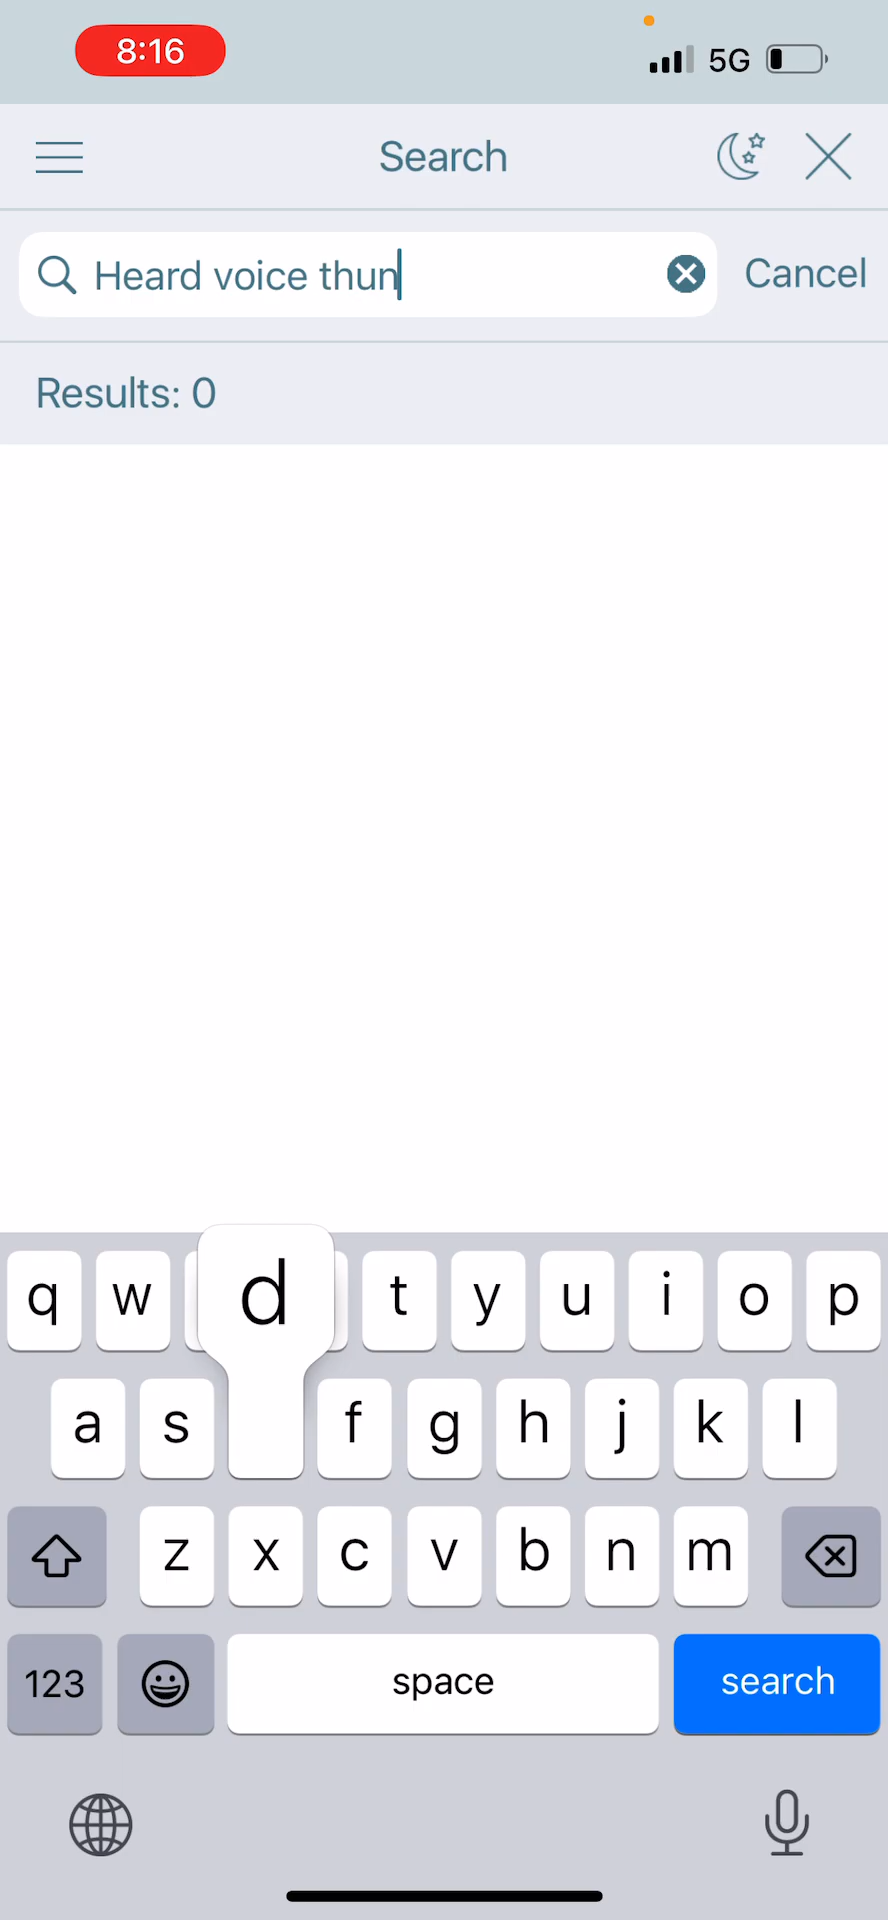 8:16 5G
Search
Heard voice thun Cancel
Results: 0
q w d t y u i o p
a s f g h j k l
z x c v b n m
123 space search